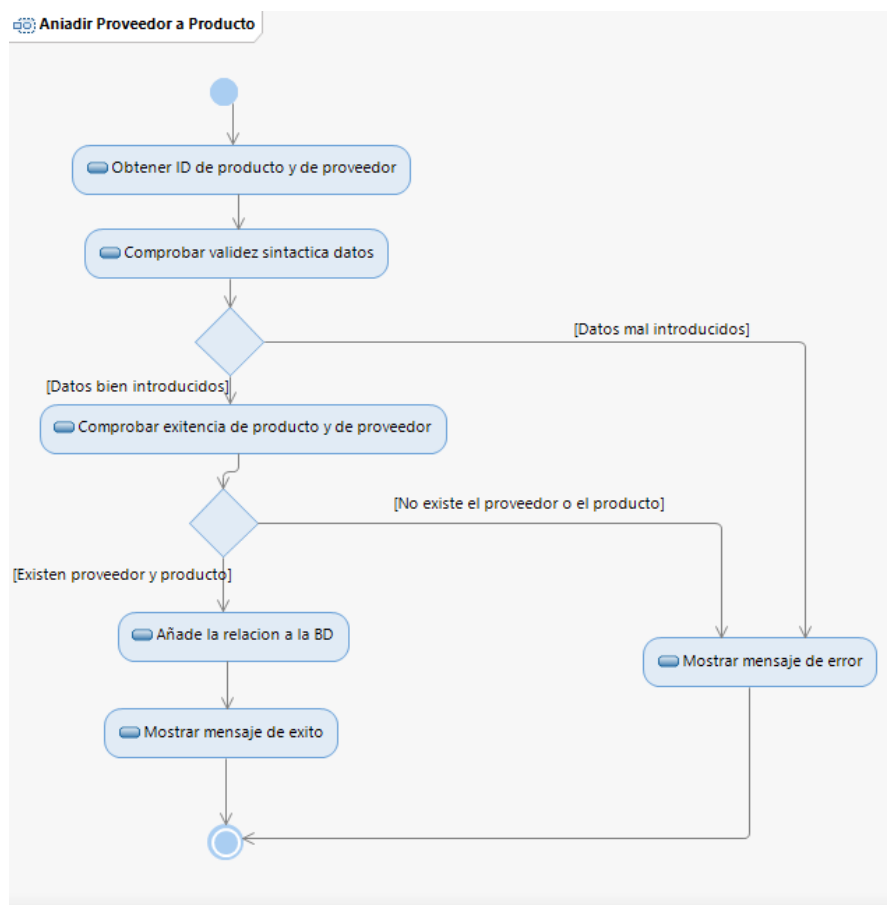 Aniadir Proveedor a Producto
Obtener ID de producto y de proveedor
Comprobar validez sintactica datos
[Datos mal introducidos]
[Datos bien introducidos]
Comprobar exitencia de producto y de proveedor
[No existe el proveedor o el producto]
[Existen proveedor y producto]
Añade la relacion a la BD
Mostrar mensaje de error
Mostrar mensaje de exito